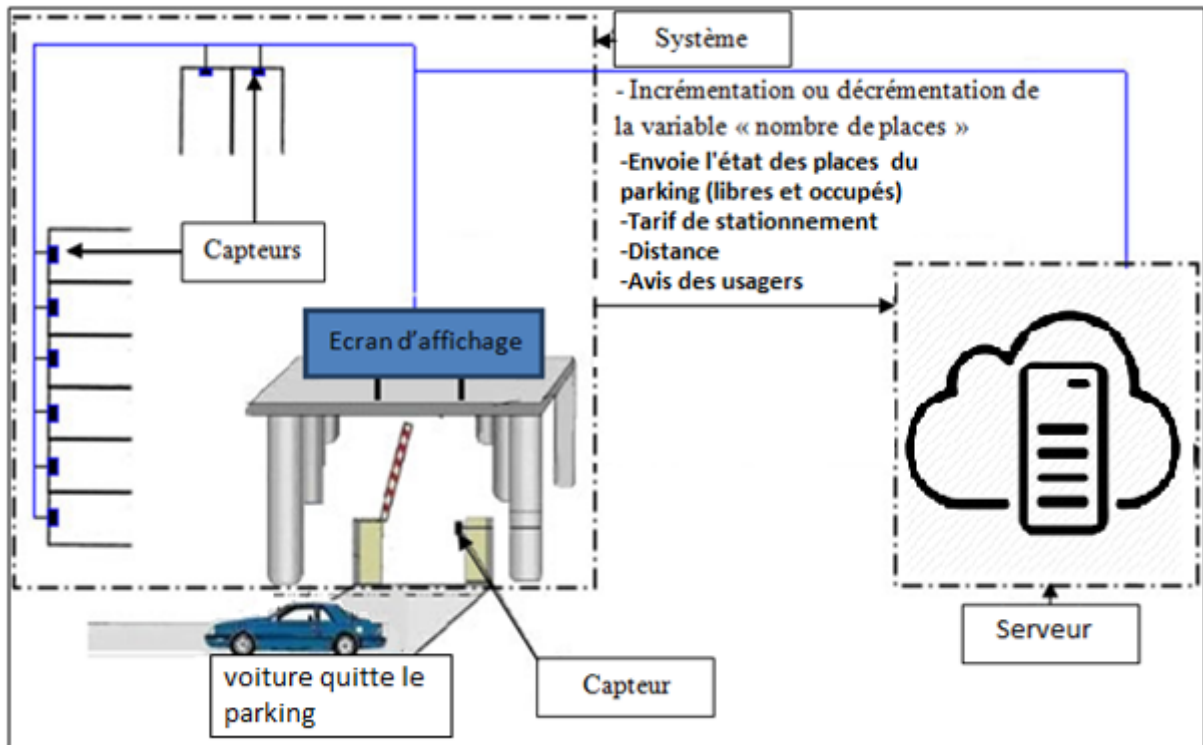 Système
- Incrémentation ou décrémentation de
la variable « nombre de places »
-Envoie l'état des places du
parking (libres et occupés)
-Tarif de stationnement
-Distance
-Avis des usagers
Capteurs
Ecran d'affichage
Serveur
voiture quitte le
parking
Capteur